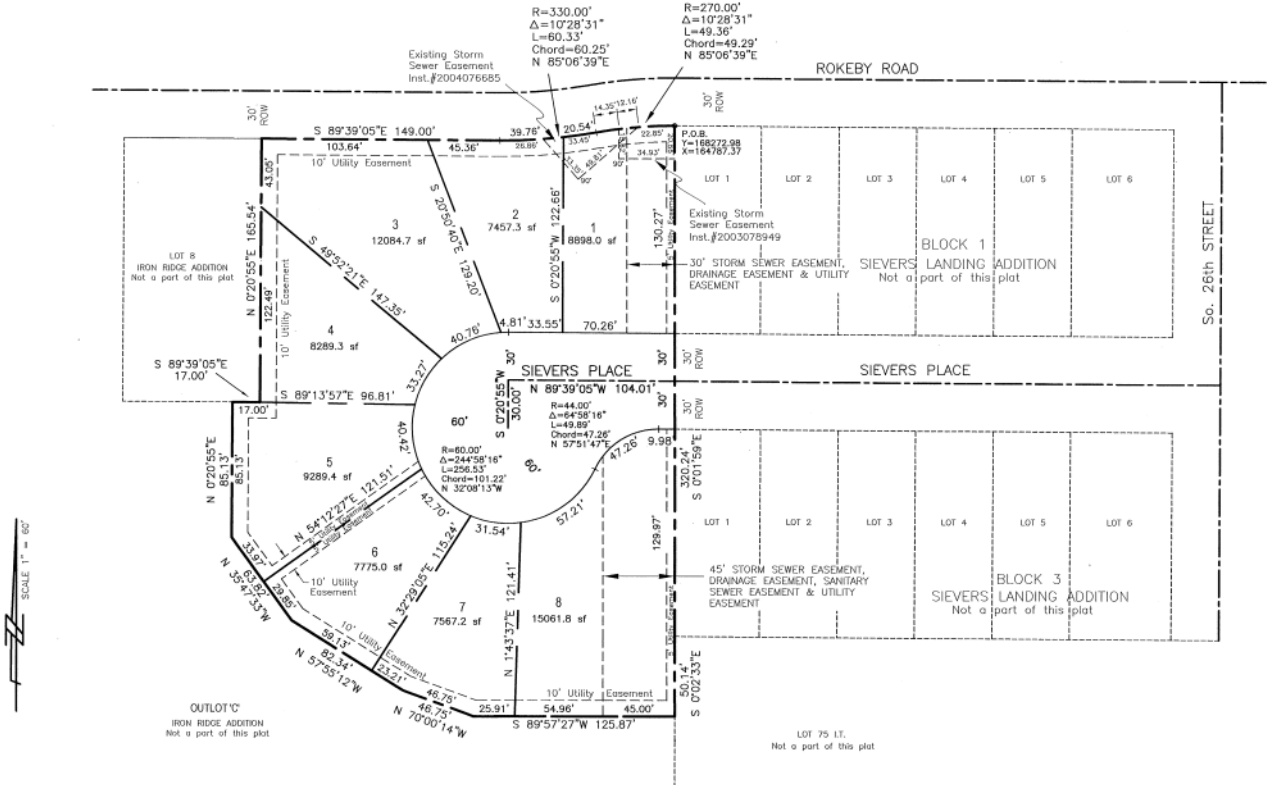 R=330.00'
Δ=10°28'31"
L=60.33'
Chord=60.25'
N 85°06'39"E
R=270.00'
Δ=10°28'31"
L=49.36'
Chord=49.29'
N 85°06'39"E
Existing Storm
Sewer Easement
Inst.#2004076685
ROKEBY ROAD
30'
ROW
30'
ROW
S 89°39'05"E 149.00'
103.64'
45.36'
39.76'
26.86'
20.54'
33.45'
14.35'
12.16'
22.85'
34.93'
33.35'
49.81'
90°
90°
P.O.B.
Y=168272.98
X=164787.37
10' Utility Easement
43.05'
N 0°20'55"E 165.54'
122.49'
10' Utility Easement
LOT 8
IRON RIDGE ADDITION
Not a part of this plat
3
12084.7 sf
S 20°50'40"E 129.20'
2
7457.3 sf
S 0°20'55"W 122.66'
1
8898.0 sf
130.27'
5' Utility Easement
Existing Storm
Sewer Easement
Inst.#2003078949
30' STORM SEWER EASEMENT,
DRAINAGE EASEMENT & UTILITY
EASEMENT
LOT 1
LOT 2
LOT 3
LOT 4
LOT 5
LOT 6
BLOCK 1
SIEVERS LANDING ADDITION
Not a part of this plat
So. 26th STREET
S 49°52'21"E 147.35'
4
8289.3 sf
40.76'
4.81'
33.55'
70.26'
33.27'
S 89°39'05"E
17.00'
17.00'
S 89°13'57"E 96.81'
30'
SIEVERS PLACE
30'
30'
ROW
SIEVERS PLACE
N 89°39'05"W 104.01'
S 0°20'55"W
30.00'
30'
30'
ROW
R=44.00'
Δ=64°58'16"
L=49.89'
Chord=47.26'
N 57°51'47"E
60'
60'
R=60.00'
Δ=244°58'16"
L=256.53'
Chord=101.22'
N 32°08'13"W
47.26'
9.98
40.42'
N 0°20'55"E
85.13'
85.13'
5
9289.4 sf
N 54°12'27"E 121.51'
5' Utility Easement
5' Utility Easement
42.70'
31.54'
57.21'
320.24'
S 0°01'59"E
129.97'
LOT 1
LOT 2
LOT 3
LOT 4
LOT 5
LOT 6
BLOCK 3
SIEVERS LANDING ADDITION
Not a part of this plat
45' STORM SEWER EASEMENT,
DRAINAGE EASEMENT, SANITARY
SEWER EASEMENT & UTILITY
EASEMENT
SCALE 1" = 60'
33.97'
63.82'
N 35°47'33"W
29.85'
6
7775.0 sf
10' Utility
Easement
N 32°29'05"E 115.24'
7
7567.2 sf
N 1°43'37"E 121.41'
8
15061.8 sf
5' Utility Easement
10' Utility
Easement
59.13'
82.34'
N 57°55'12"W
23.21'
46.75'
46.75'
N 70°00'14"W
10' Utility Easement
25.91'
54.96'
45.00'
S 89°57'27"W 125.87'
50.14'
S 0°02'33"E
OUTLOT'C'
IRON RIDGE ADDITION
Not a part of this plat
LOT 75 I.T.
Not a part of this plat